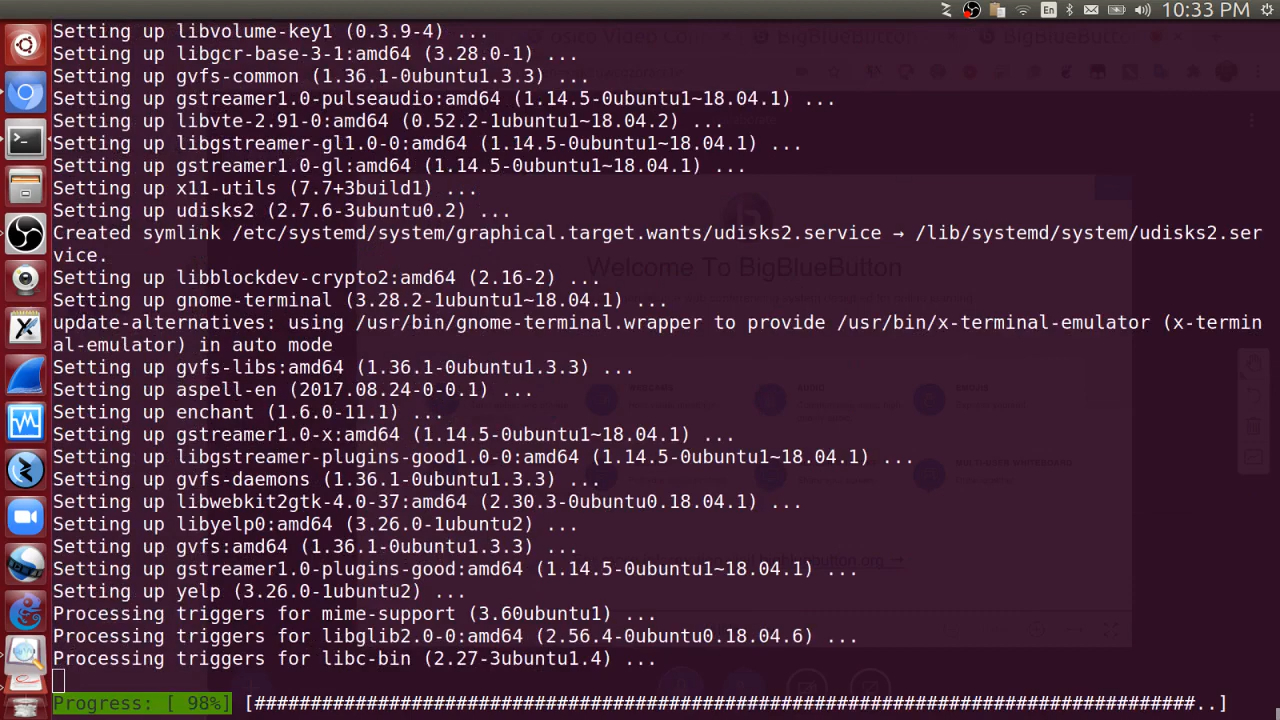 En 10:33 PM
Setting up libvolume-key1 (0.3.9-4) ...
Setting up libgcr-base-3-1:amd64 (3.28.0-1) ...
Setting up gvfs-common (1.36.1-0ubuntu1.3.3) ...
Setting up gstreamer1.0-pulseaudio:amd64 (1.14.5-0ubuntu1~18.04.1) ...
Setting up libvte-2.91-0:amd64 (0.52.2-1ubuntu1~18.04.2) ...
Setting up libgstreamer-gl1.0-0:amd64 (1.14.5-0ubuntu1~18.04.1) ...
Setting up gstreamer1.0-gl:amd64 (1.14.5-0ubuntu1~18.04.1) ...
Setting up x11-utils (7.7+3build1) ...
Setting up udisks2 (2.7.6-3ubuntu0.2) ...
Created symlink /etc/systemd/system/graphical.target.wants/udisks2.service → /lib/systemd/system/udisks2.ser
vice.
Setting up libblockdev-crypto2:amd64 (2.16-2) ...
Welcome To BigBlueButton
Setting up gnome-terminal (3.28.2-1ubuntu1~18.04.1) ...
update-alternatives: using /usr/bin/gnome-terminal.wrapper to provide /usr/bin/x-terminal-emulator (x-termin
al-emulator) in auto mode
Setting up gvfs-libs:amd64 (1.36.1-0ubuntu1.3.3) ...
Setting up aspell-en (2017.08.24-0-0.1) ...
Setting up enchant (1.6.0-11.1) ...
Setting up gstreamer1.0-x:amd64 (1.14.5-0ubuntu1~18.04.1) ...
Setting up libgstreamer-plugins-good1.0-0:amd64 (1.14.5-0ubuntu1~18.04.1) ...
Setting up gvfs-daemons (1.36.1-0ubuntu1.3.3) ...
Setting up libwebkit2gtk-4.0-37:amd64 (2.30.3-0ubuntu0.18.04.1) ...
Setting up libyelp0:amd64 (3.26.0-1ubuntu2) ...
Setting up gvfs:amd64 (1.36.1-0ubuntu1.3.3) ...
Setting up gstreamer1.0-plugins-good:amd64 (1.14.5-0ubuntu1~18.04.1) ...
Setting up yelp (3.26.0-1ubuntu2) ...
Processing triggers for mime-support (3.60ubuntu1) ...
Processing triggers for libglib2.0-0:amd64 (2.56.4-0ubuntu0.18.04.6) ...
Processing triggers for libc-bin (2.27-3ubuntu1.4) ...
Progress: [ 98%] [####################################################################################..]